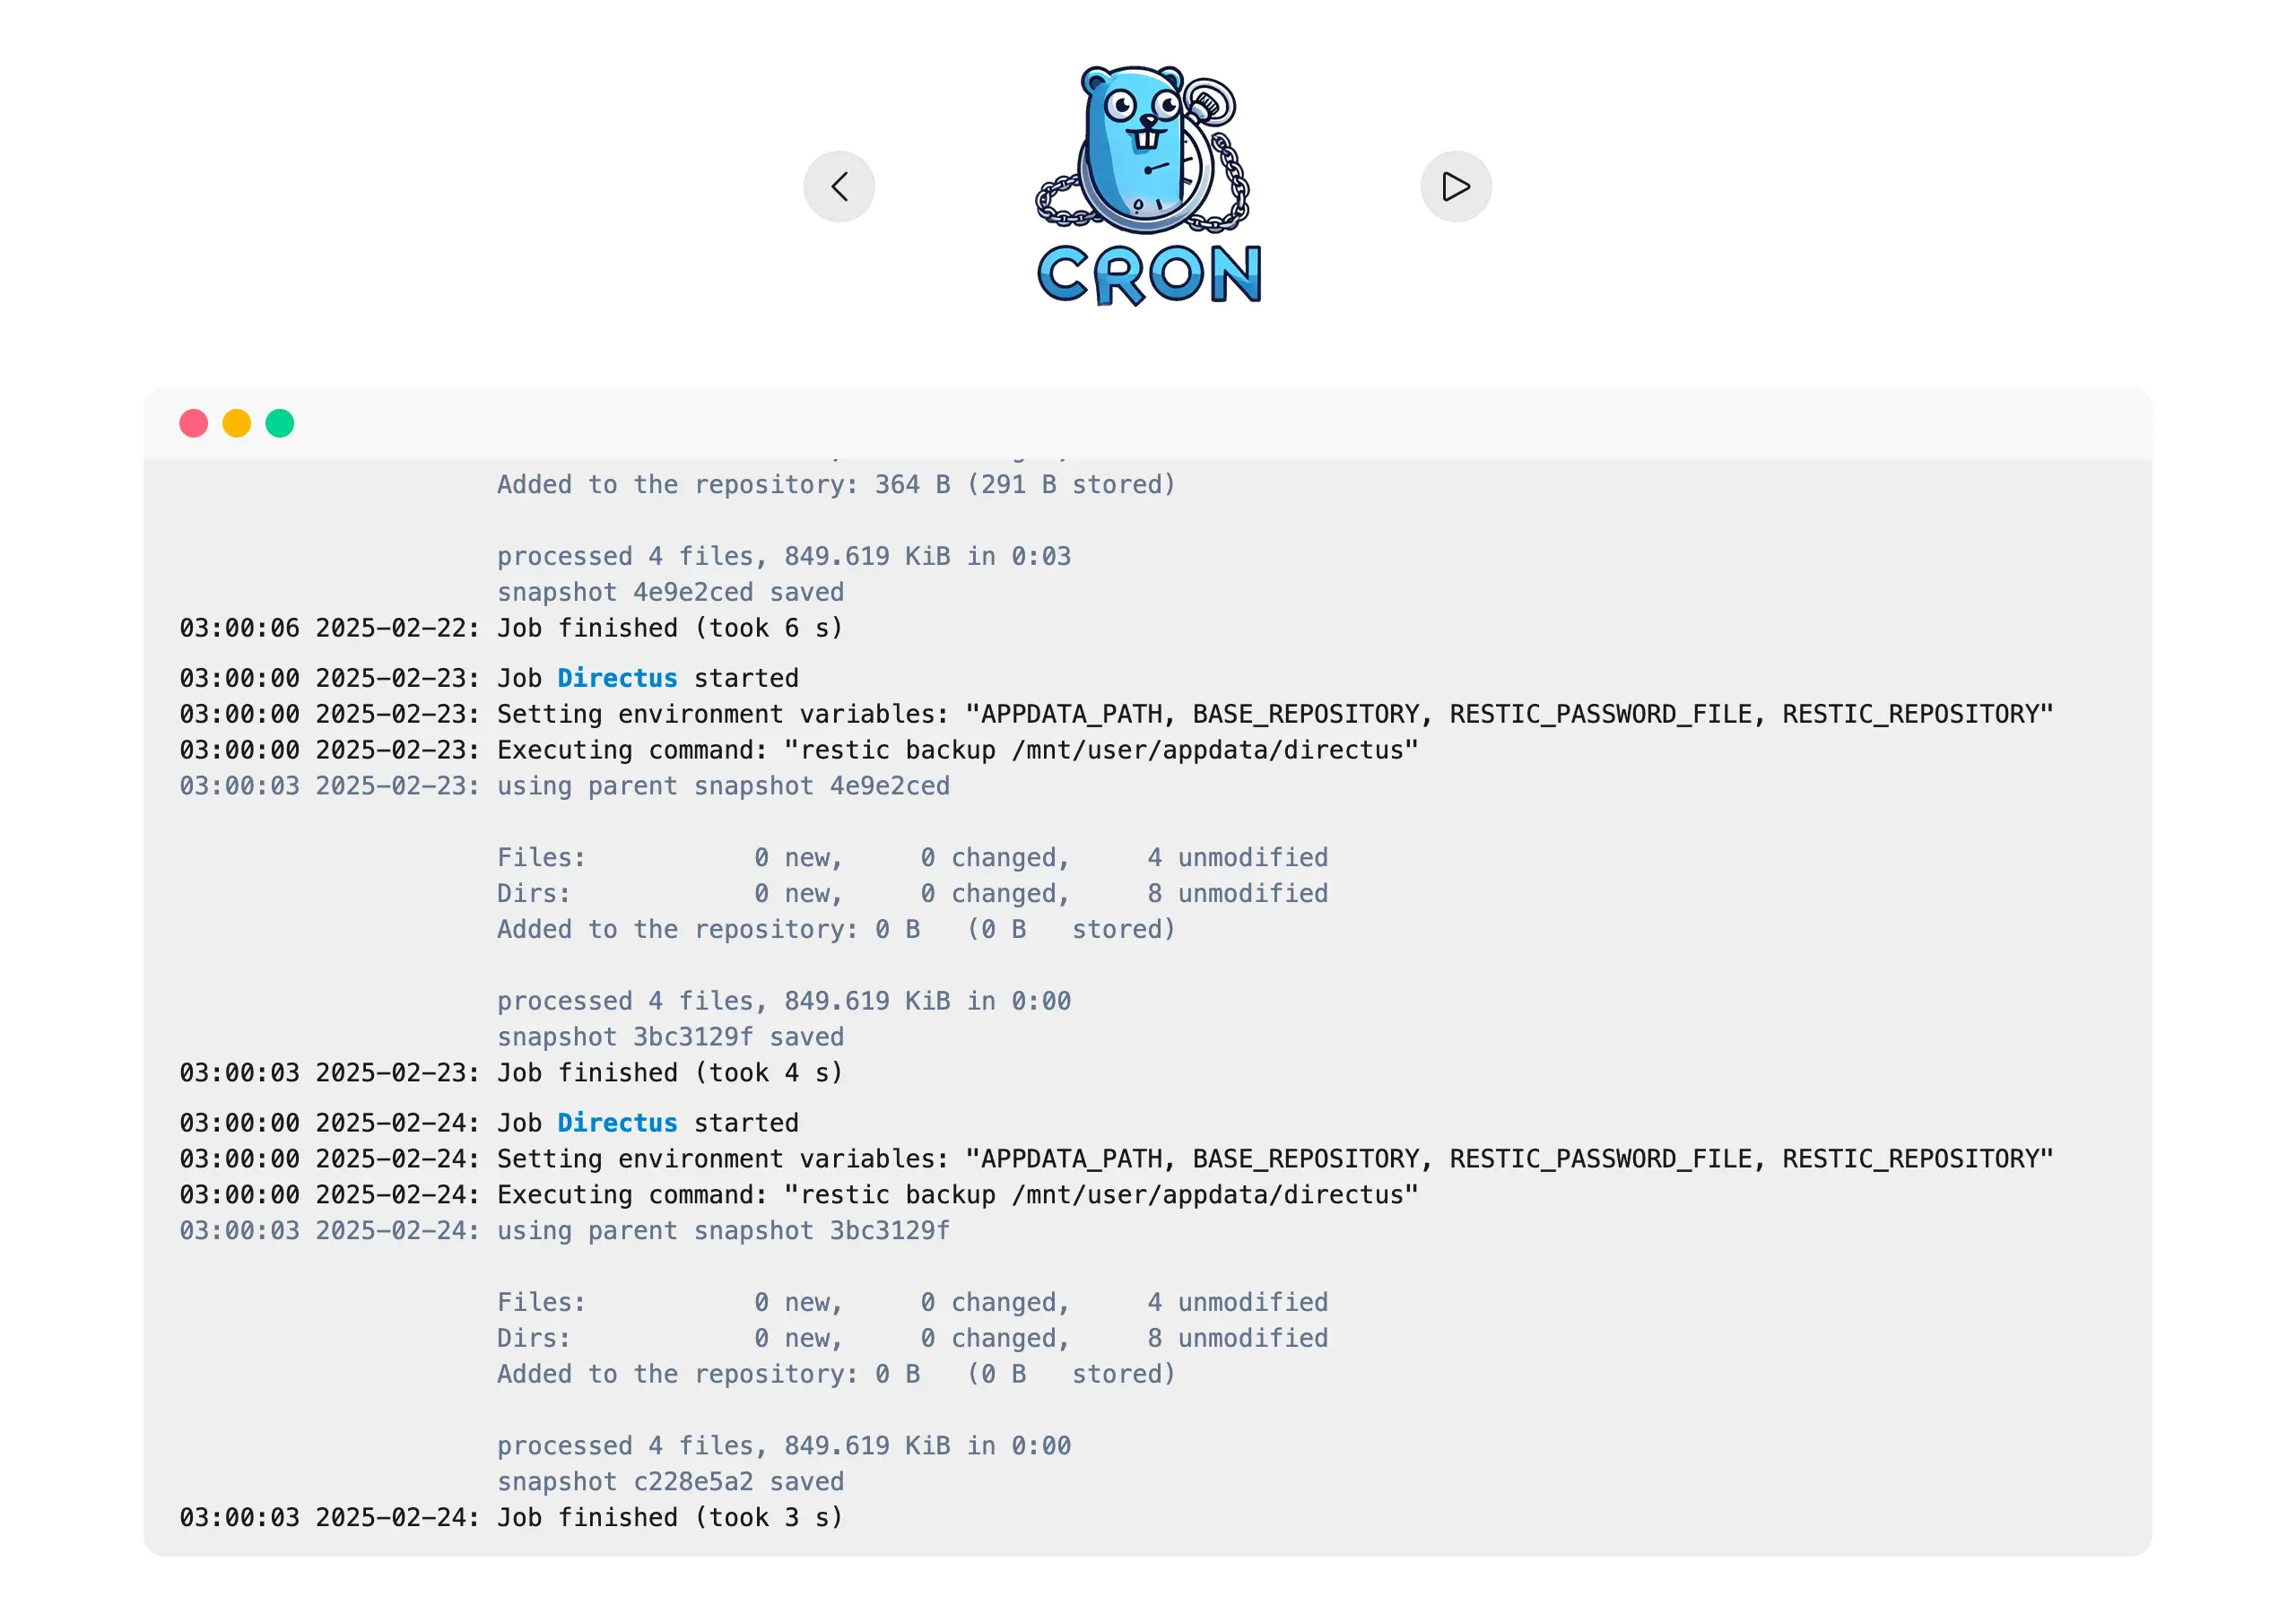 CRON
Added to the repository: 364 B (291 B stored)
processed 4 files, 849.619 KiB in 0:03
snapshot 4e9e2ced saved
03:00:06 2025-02-22: Job finished (took 6 s)
03:00:00 2025-02-23: Job Directus started
03:00:00 2025-02-23: Setting environment variables: "APPDATA_PATH, BASE_REPOSITORY, RESTIC_PASSWORD_FILE, RESTIC_REPOSITORY"
03:00:00 2025-02-23: Executing command: "restic backup /mnt/user/appdata/directus"
03:00:03 2025-02-23: using parent snapshot 4e9e2ced
Files:           0 new,     0 changed,     4 unmodified
Dirs:            0 new,     0 changed,     8 unmodified
Added to the repository: 0 B   (0 B   stored)
processed 4 files, 849.619 KiB in 0:00
snapshot 3bc3129f saved
03:00:03 2025-02-23: Job finished (took 4 s)
03:00:00 2025-02-24: Job Directus started
03:00:00 2025-02-24: Setting environment variables: "APPDATA_PATH, BASE_REPOSITORY, RESTIC_PASSWORD_FILE, RESTIC_REPOSITORY"
03:00:00 2025-02-24: Executing command: "restic backup /mnt/user/appdata/directus"
03:00:03 2025-02-24: using parent snapshot 3bc3129f
Files:           0 new,     0 changed,     4 unmodified
Dirs:            0 new,     0 changed,     8 unmodified
Added to the repository: 0 B   (0 B   stored)
processed 4 files, 849.619 KiB in 0:00
snapshot c228e5a2 saved
03:00:03 2025-02-24: Job finished (took 3 s)